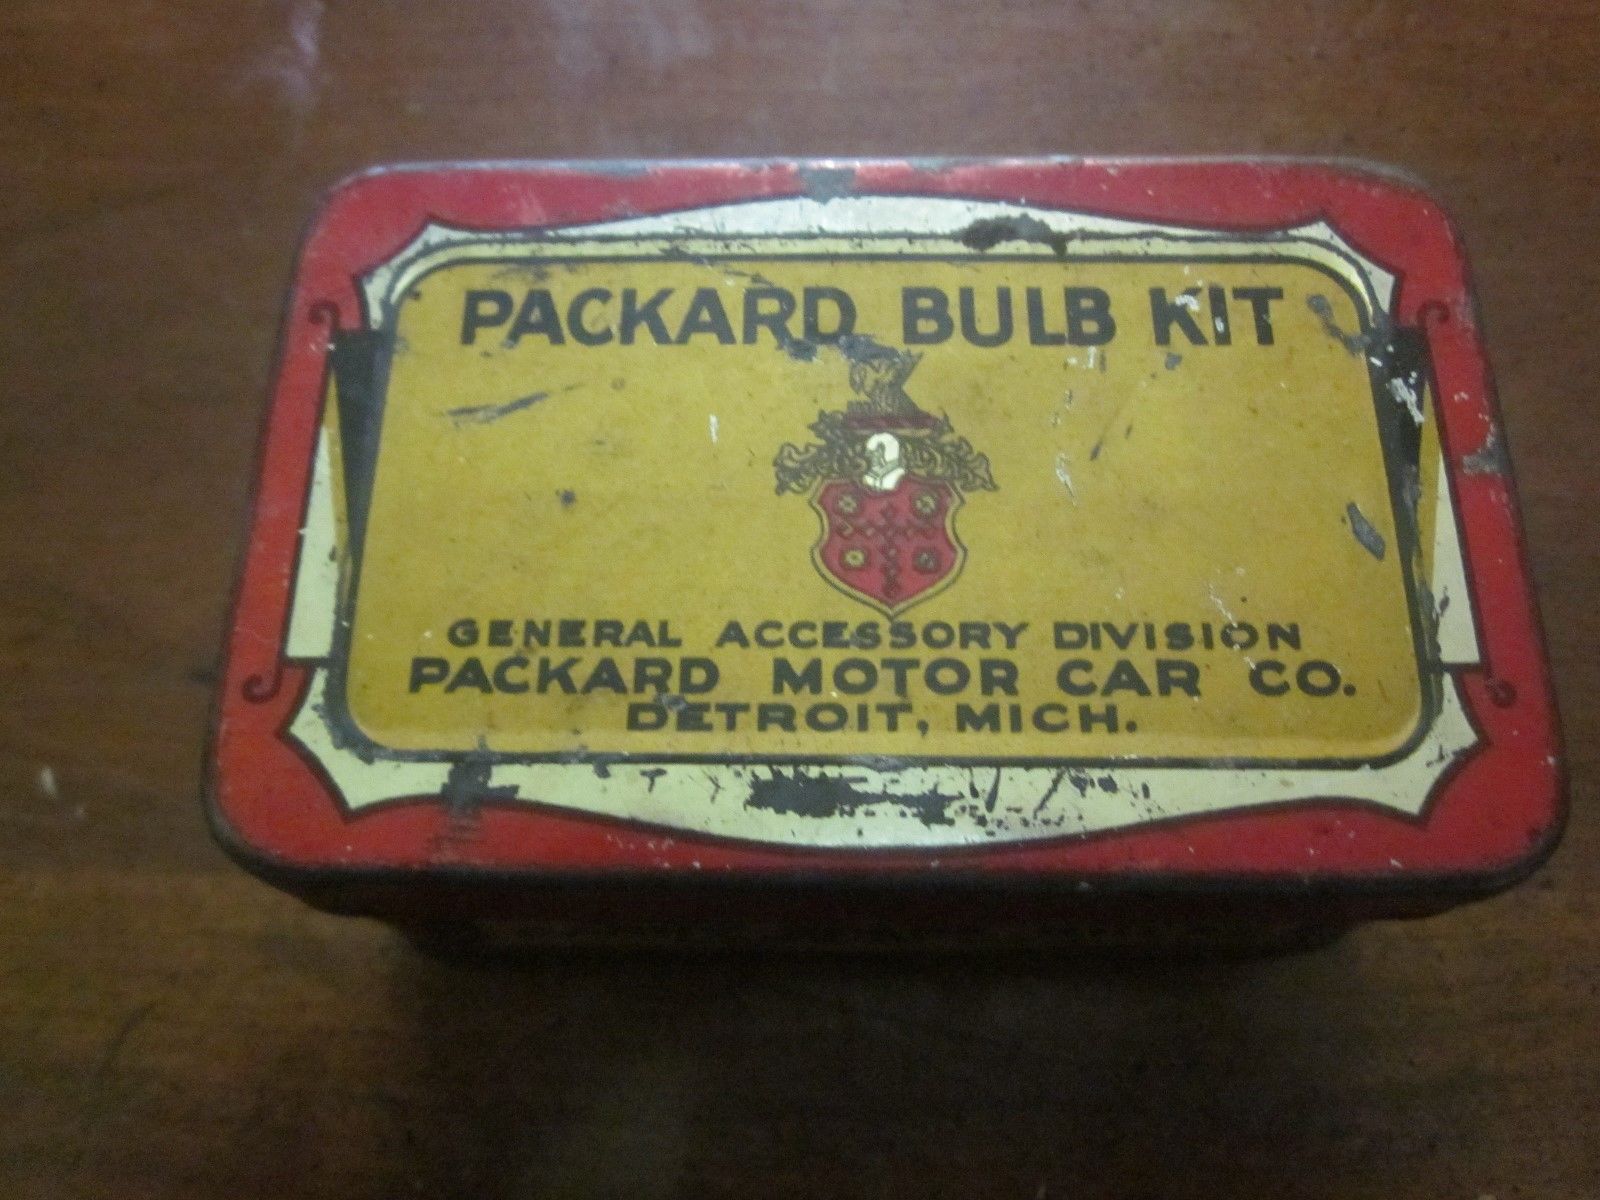 PACKARD BULB KIT
GENERAL ACCESSORY DIVISION
PACKARD MOTOR CAR CO.
DETROIT, MICH.